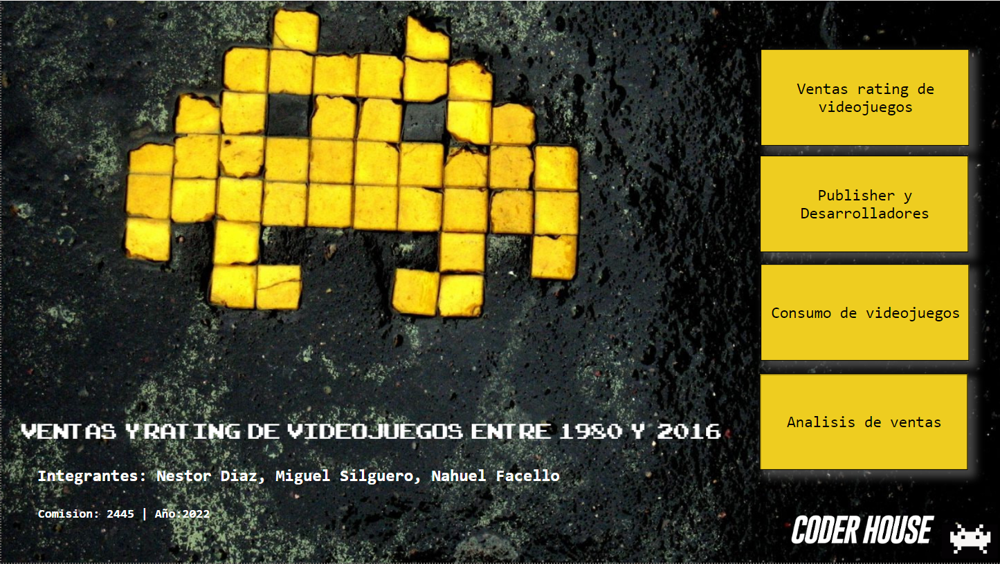 Ventas rating de
videojuegos
Publisher y
Desarrolladores
Consumo de videojuegos
Analisis de ventas
VENTAS Y RATING DE VIDEOJUEGOS ENTRE 1980 Y 2016
Integrantes: Nestor Diaz, Miguel Silguero, Nahuel Facello
Comision: 2445 | Año:2022
CODER HOUSE